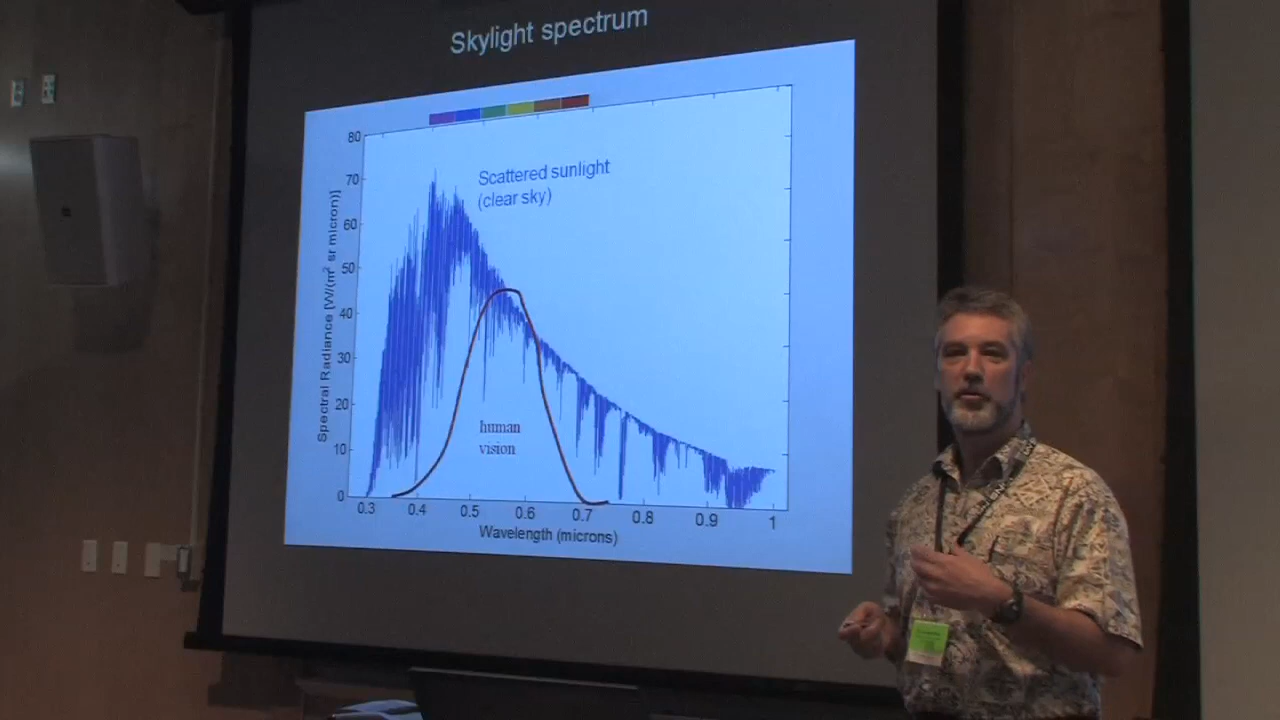 Skylight spectrum
Scattered sunlight
(clear sky)
80
70
60
50
40
30
20
10
0
Spectral Radiance [W/(m² sr micron)]
human
vision
0.3 0.4 0.5 0.6 0.7 0.8 0.9 1
Wavelength (microns)